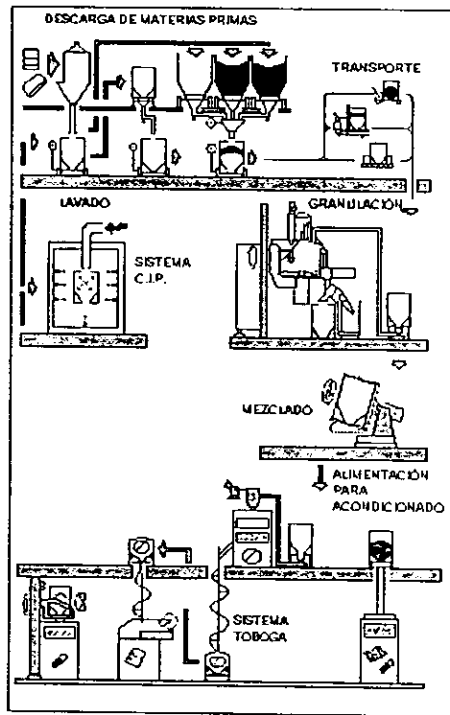 DESCARGA DE MATERIAS PRIMAS
TRANSPORTE
LAVADO
GRANULACIÓN
SISTEMA
C.I.P.
MEZCLADO
ALIMENTACIÓN
PARA
ACONDICIONADO
SISTEMA
TOBOGA